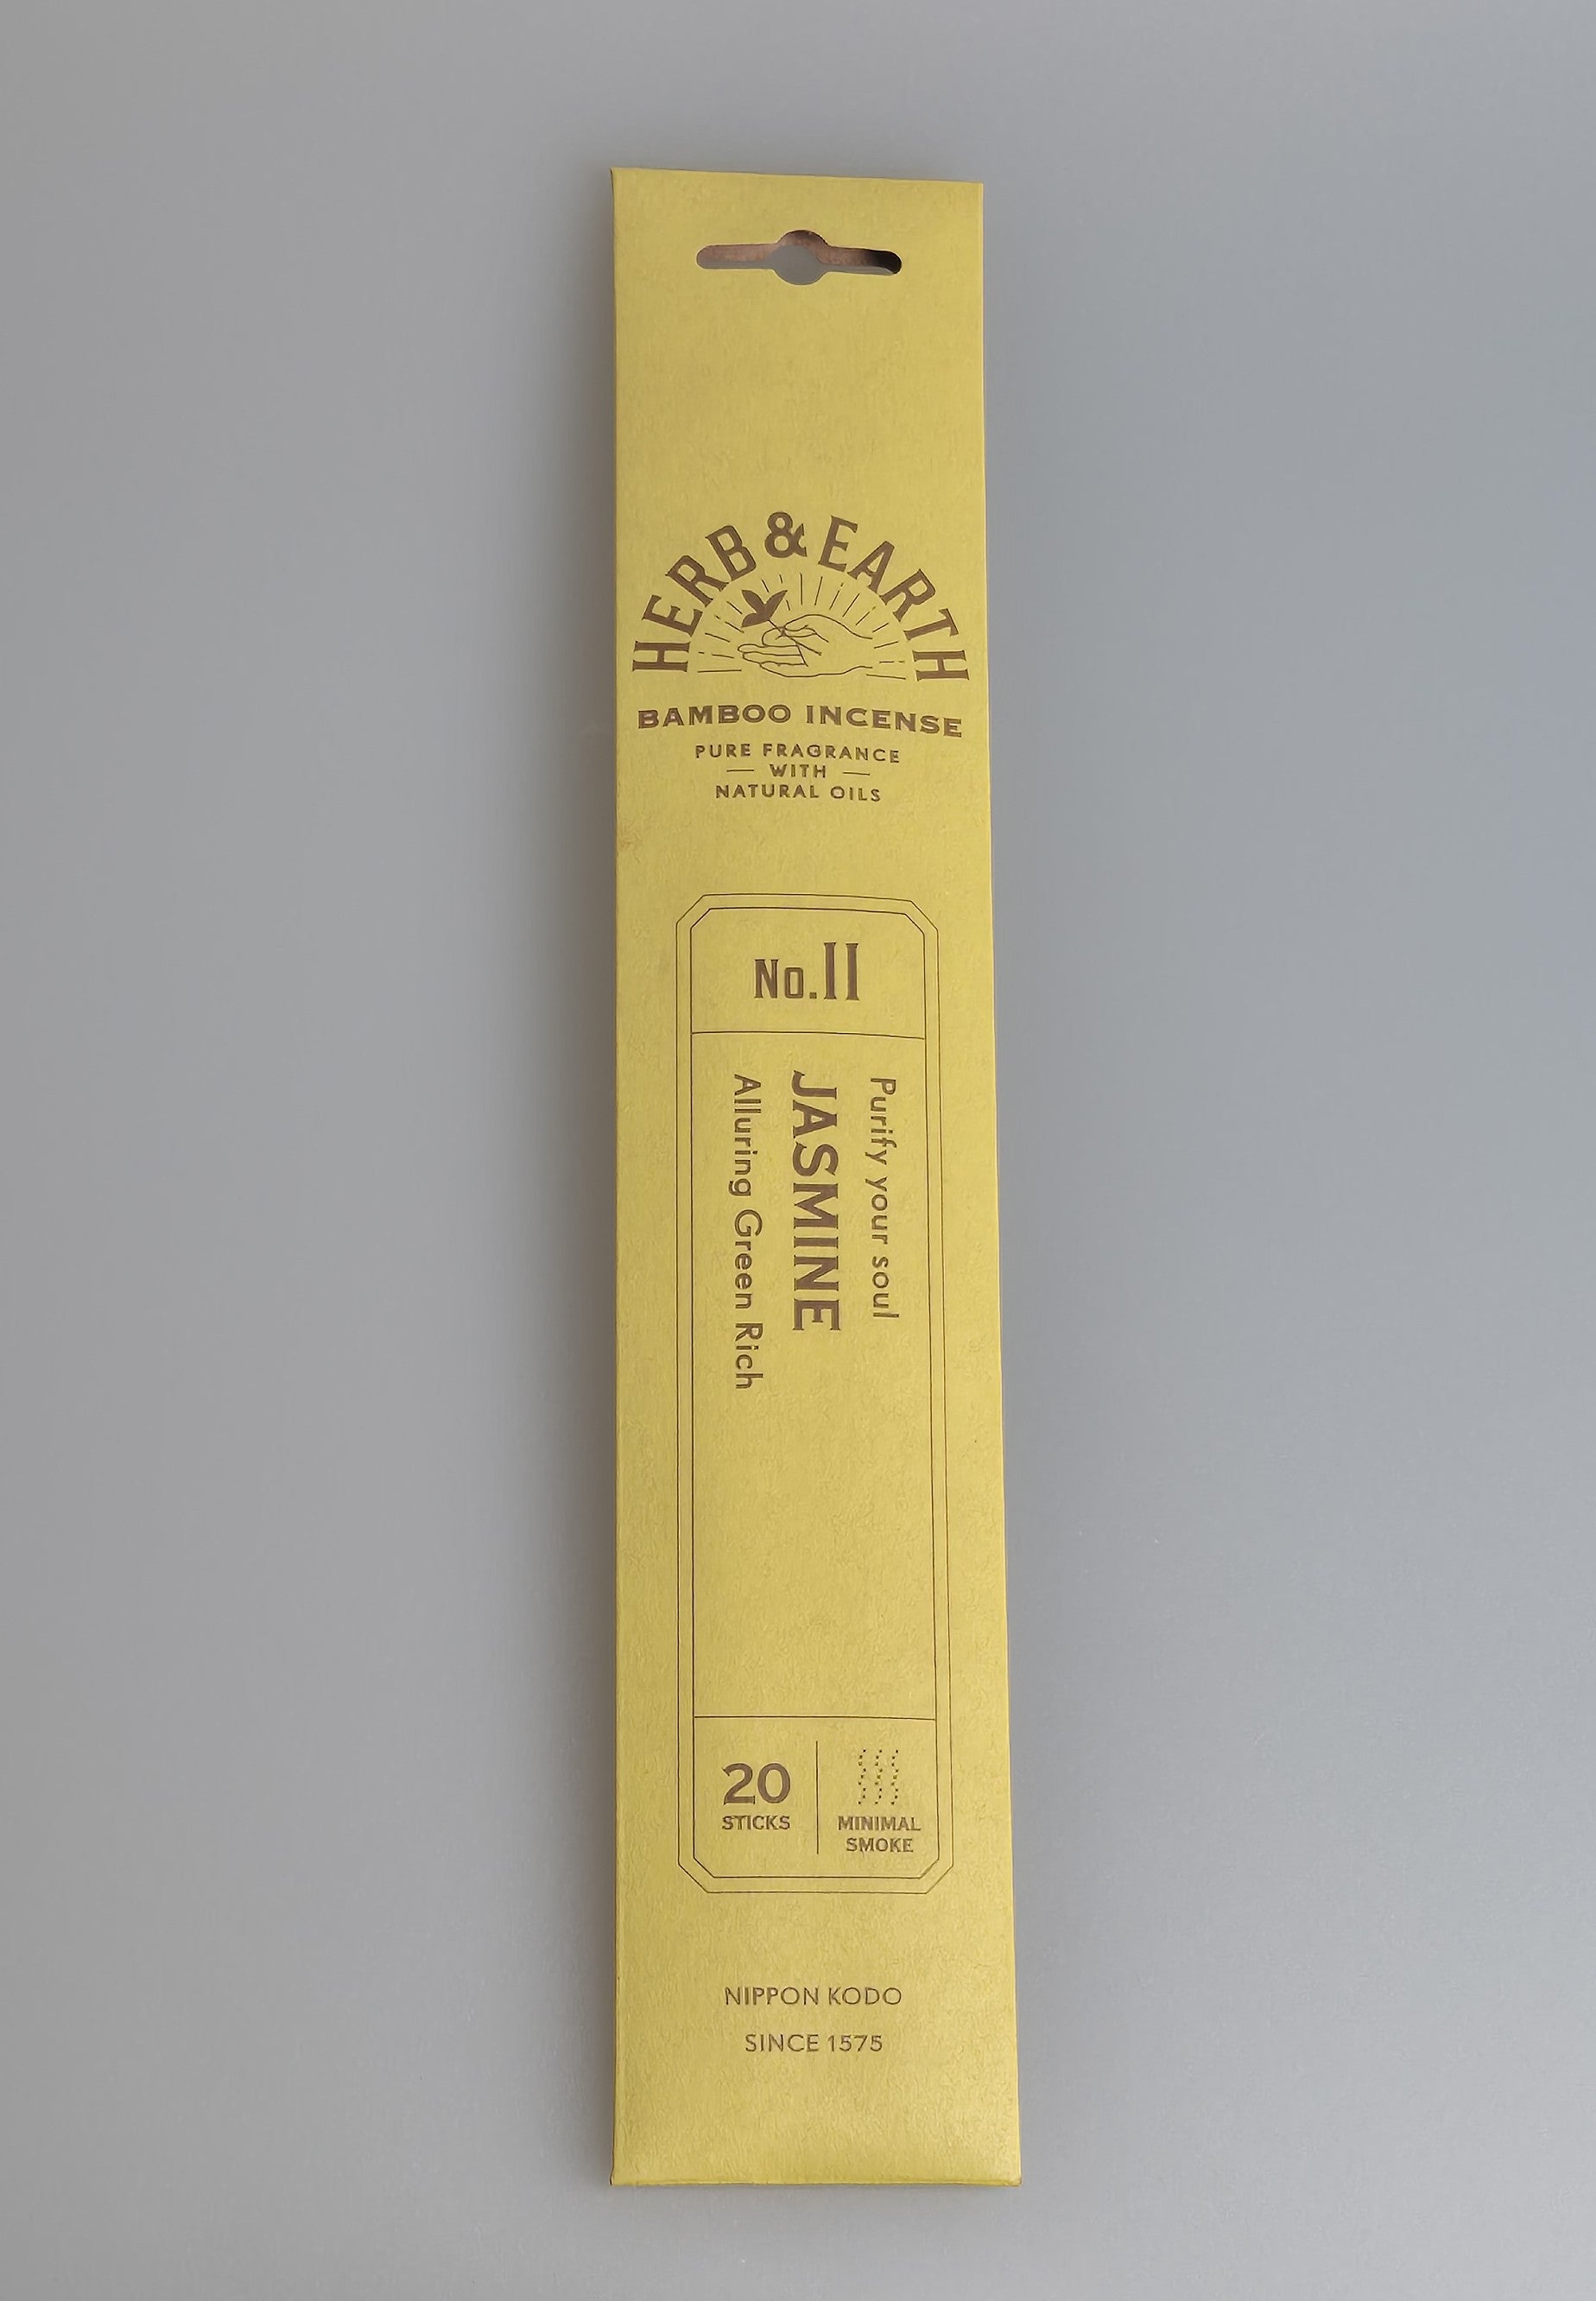 HERB & EARTH
BAMBOO INCENSE
PURE FRAGRANCE
WITH
NATURAL OILS
No.11
Purify your soul
JASMINE
Alluring Green Rich
20
STICKS
MINIMAL
SMOKE
NIPPON KODO
SINCE 1575